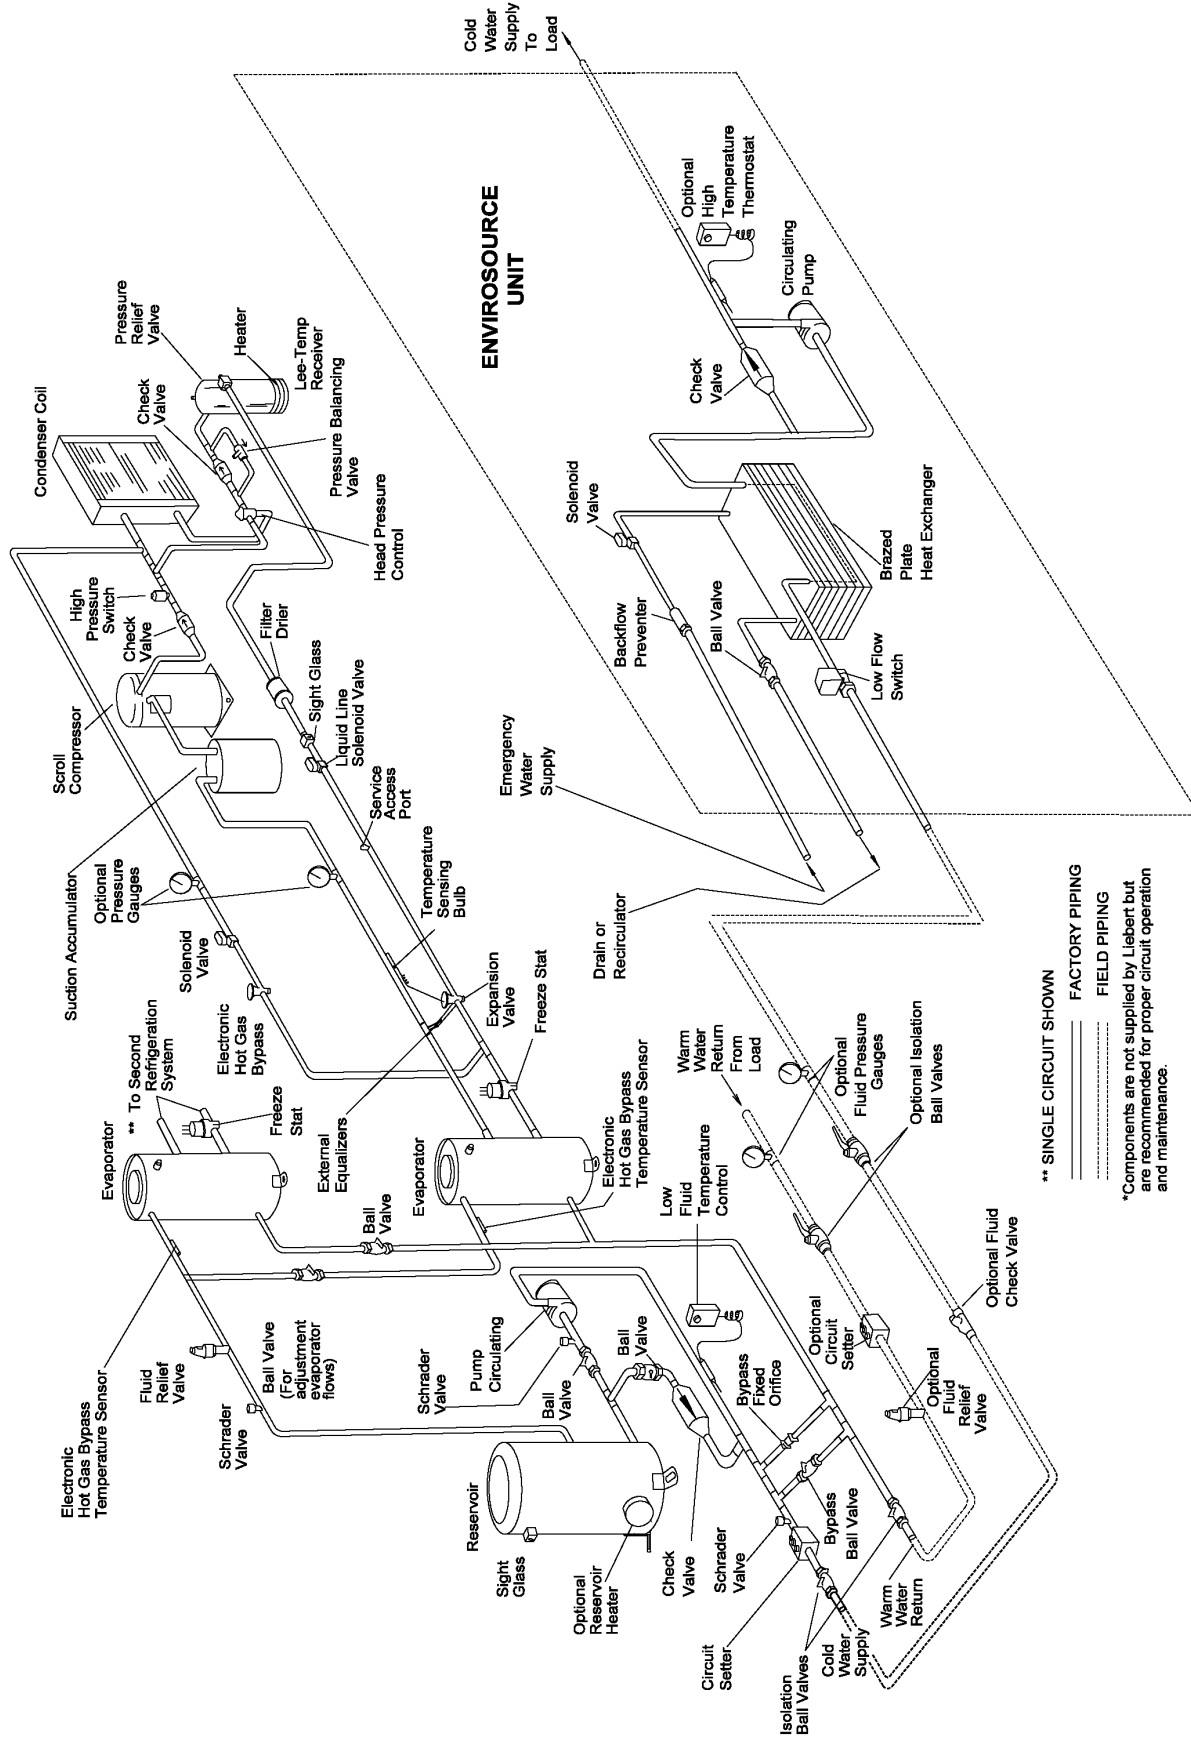 Cold
Water
Supply
To
Load
ENVIROSOURCE
UNIT
Optional
High
Temperature
Thermostat
Circulating
Pump
Check
Valve
Solenoid
Valve
Backflow
Preventer
Ball Valve
Brazed
Plate
Heat Exchanger
Low Flow
Switch
Emergency
Water
Supply
Drain or
Recirculator
Condenser Coil
Pressure
Relief
Valve
Check
Valve
Heater
Lee-Temp
Receiver
Pressure Balancing
Valve
Head Pressure
Control
High
Pressure
Switch
Check
Valve
Scroll
Compressor
Filter
Drier
Sight Glass
Liquid Line
Solenoid Valve
Service
Access
Port
Suction Accumulator
Optional
Pressure
Gauges
Temperature
Sensing
Bulb
Solenoid
Valve
Electronic
Hot Gas
Bypass
Expansion
Valve
Freeze Stat
** To Second
Refrigeration
System
Freeze
Stat
Evaporator
External
Equalizers
Evaporator
Electronic
Hot Gas Bypass
Temperature Sensor
Ball
Valve
Electronic
Hot Gas Bypass
Temperature Sensor
Fluid
Relief
Valve
Ball Valve
(For
adjustment
evaporator
flows)
Schrader
Valve
Low
Fluid
Temperature
Control
Warm
Water
Return
From
Load
Optional
Fluid Pressure
Gauges
Optional Isolation
Ball Valves
Optional Fluid
Check Valve
Optional
Circuit
Setter
Optional
Fluid
Relief
Valve
Pump
Circulating
Schrader
Valve
Ball
Valve
Ball
Valve
Bypass
Fixed
Orifice
Reservoir
Sight
Glass
Optional
Reservoir
Heater
Check
Valve
Schrader
Valve
Bypass
Ball Valve
Circuit
Setter
Isolation
Ball Valves
Cold
Water
Supply
Warm
Water
Return
** SINGLE CIRCUIT SHOWN
FACTORY PIPING
FIELD PIPING
*Components are not supplied by Liebert but
are recommended for proper circuit operation
and maintenance.